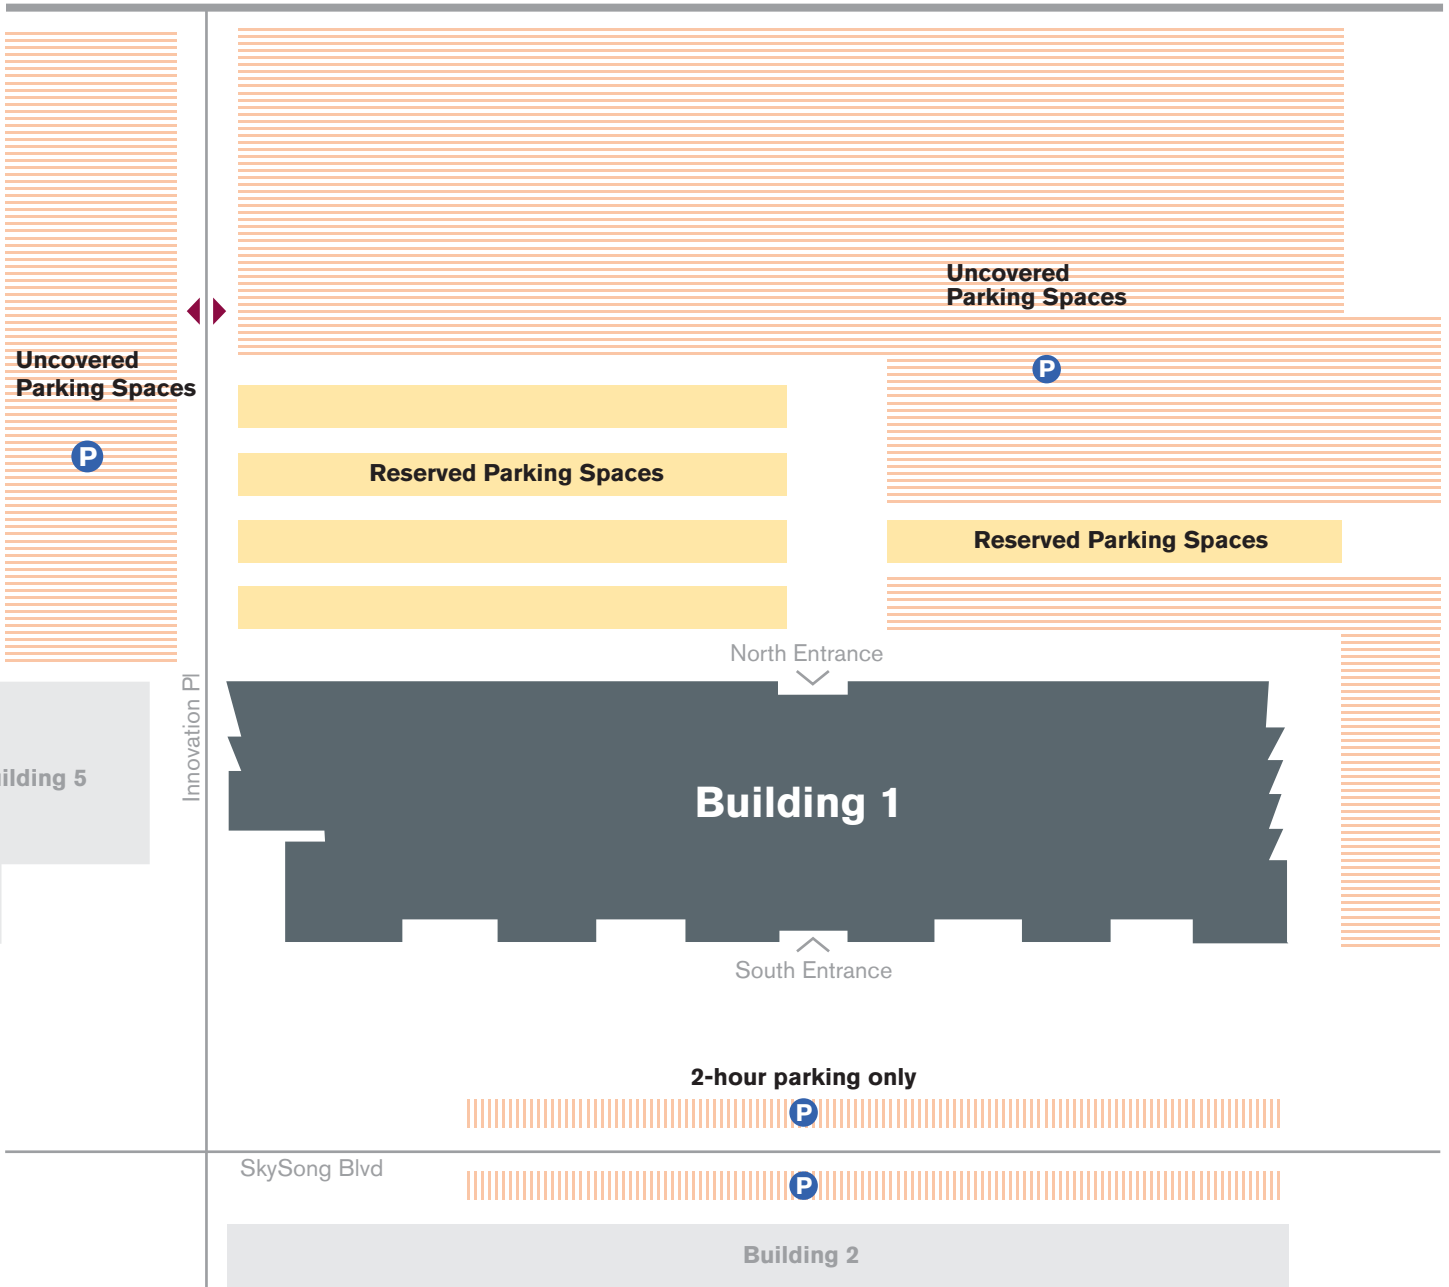 Uncovered
Parking Spaces
P
Uncovered
Parking Spaces
P
Reserved Parking Spaces
Reserved Parking Spaces
North Entrance
Innovation Pl
ilding 5
Building 1
South Entrance
2-hour parking only
P
SkySong Blvd
P
Building 2